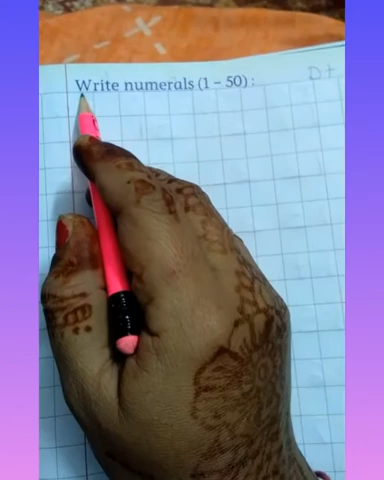 Write numerals (1 – 50) :
D+